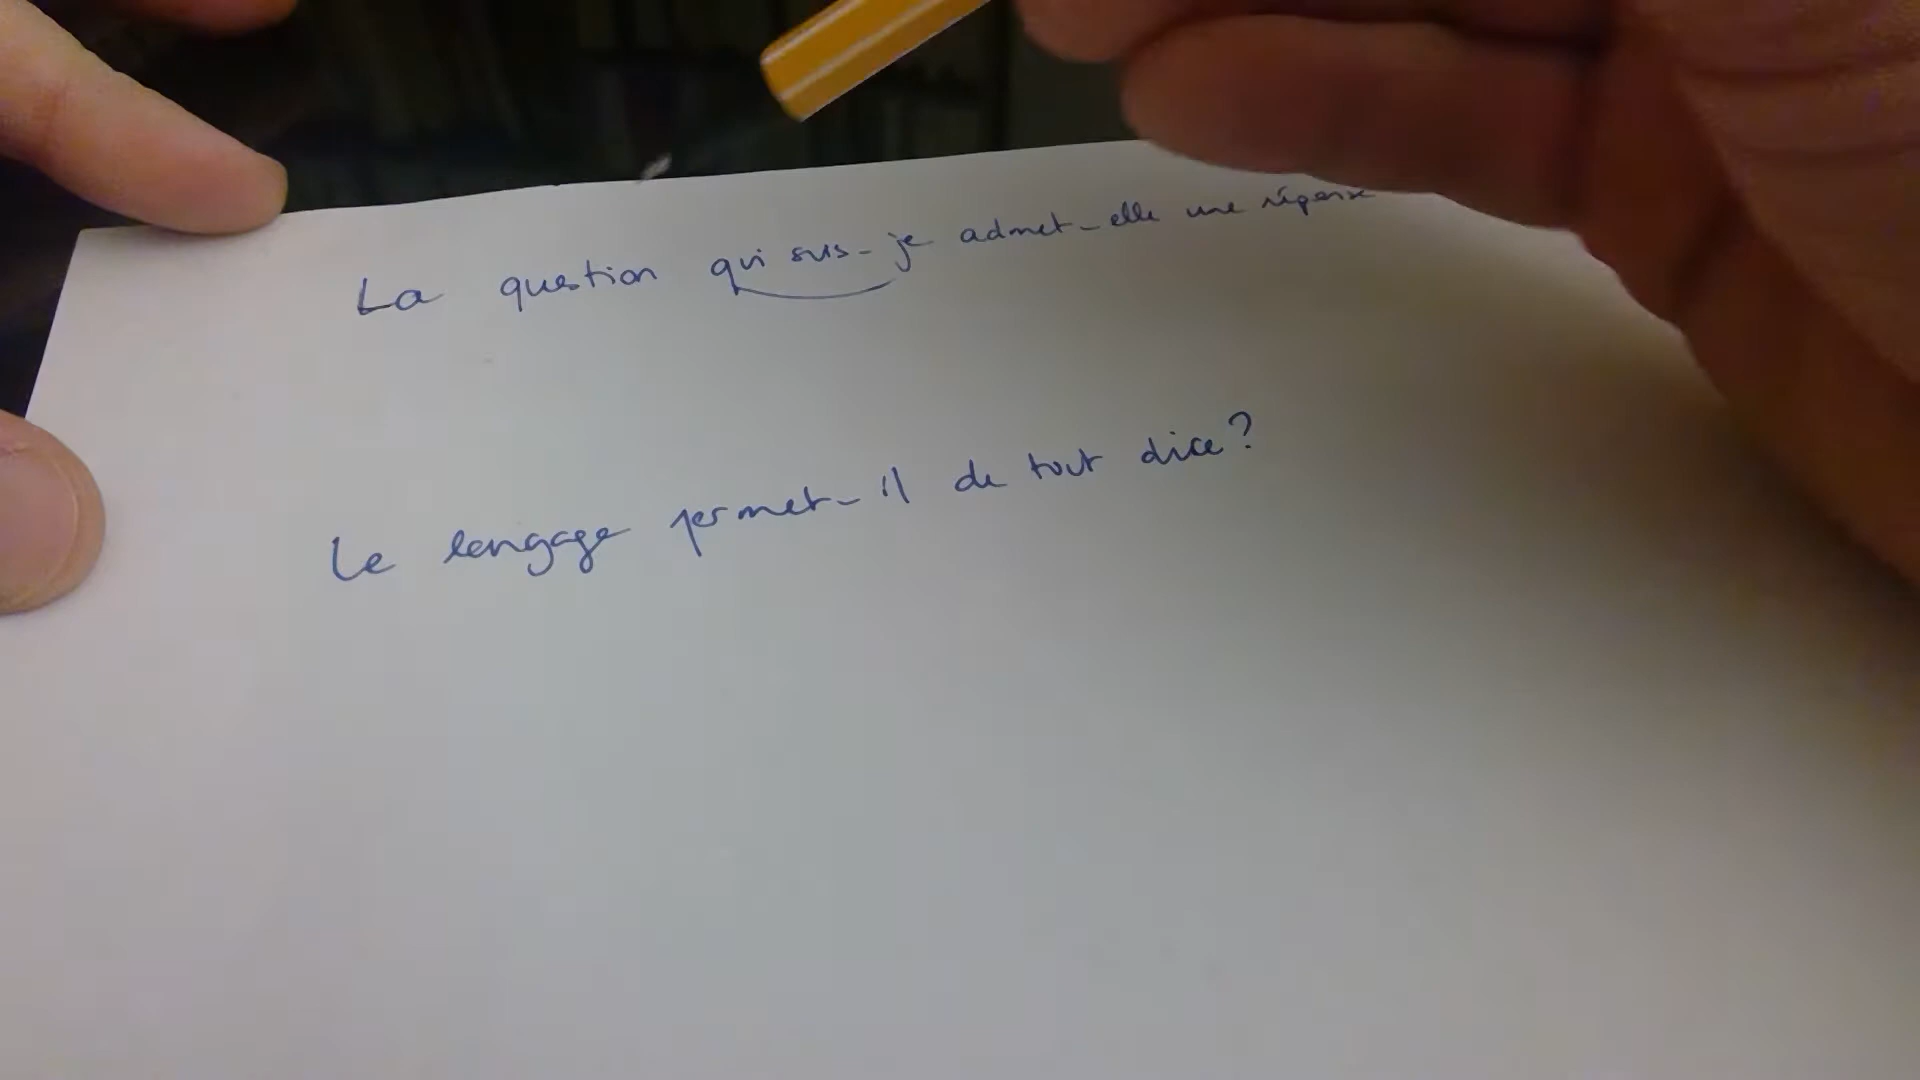 La question qui suis-je admet-elle une réponse
Le langage permet-il de tout dire?